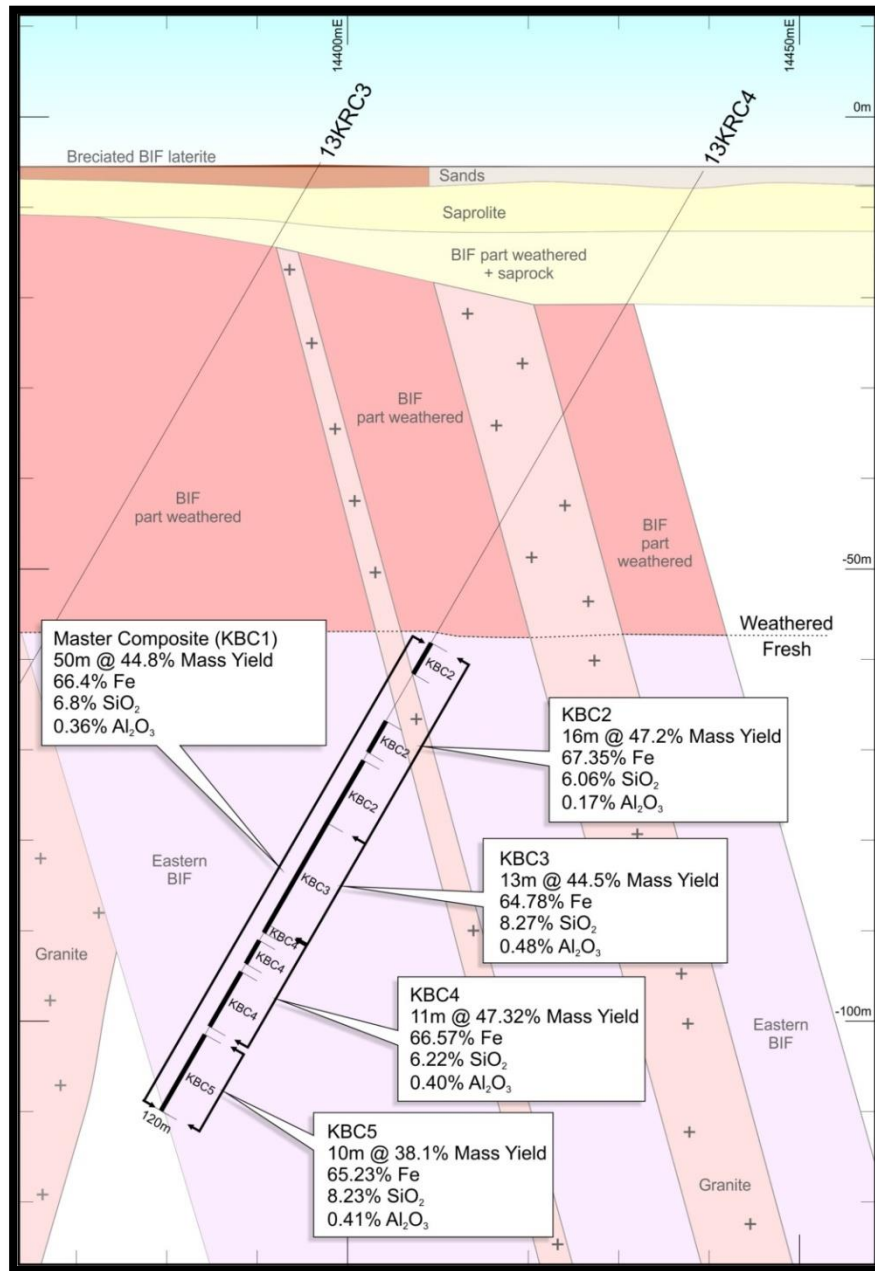 14400mE
14450mE
13KRC3
13KRC4
0m
Breciated BIF laterite
Sands
Saprolite
BIF part weathered
+ saprock
BIF
part weathered
BIF
part weathered
BIF
part
weathered
-50m
Weathered
Fresh
Master Composite (KBC1)
50m @ 44.8% Mass Yield
66.4% Fe
6.8% SiO₂
0.36% Al₂O₃
KBC2
KBC2
KBC2
KBC3
KBC4
KBC4
KBC4
KBC5
120m
KBC2
16m @ 47.2% Mass Yield
67.35% Fe
6.06% SiO₂
0.17% Al₂O₃
KBC3
13m @ 44.5% Mass Yield
64.78% Fe
8.27% SiO₂
0.48% Al₂O₃
Eastern
BIF
Granite
KBC4
11m @ 47.32% Mass Yield
66.57% Fe
6.22% SiO₂
0.40% Al₂O₃
-100m
Eastern
BIF
KBC5
10m @ 38.1% Mass Yield
65.23% Fe
8.23% SiO₂
0.41% Al₂O₃
Granite